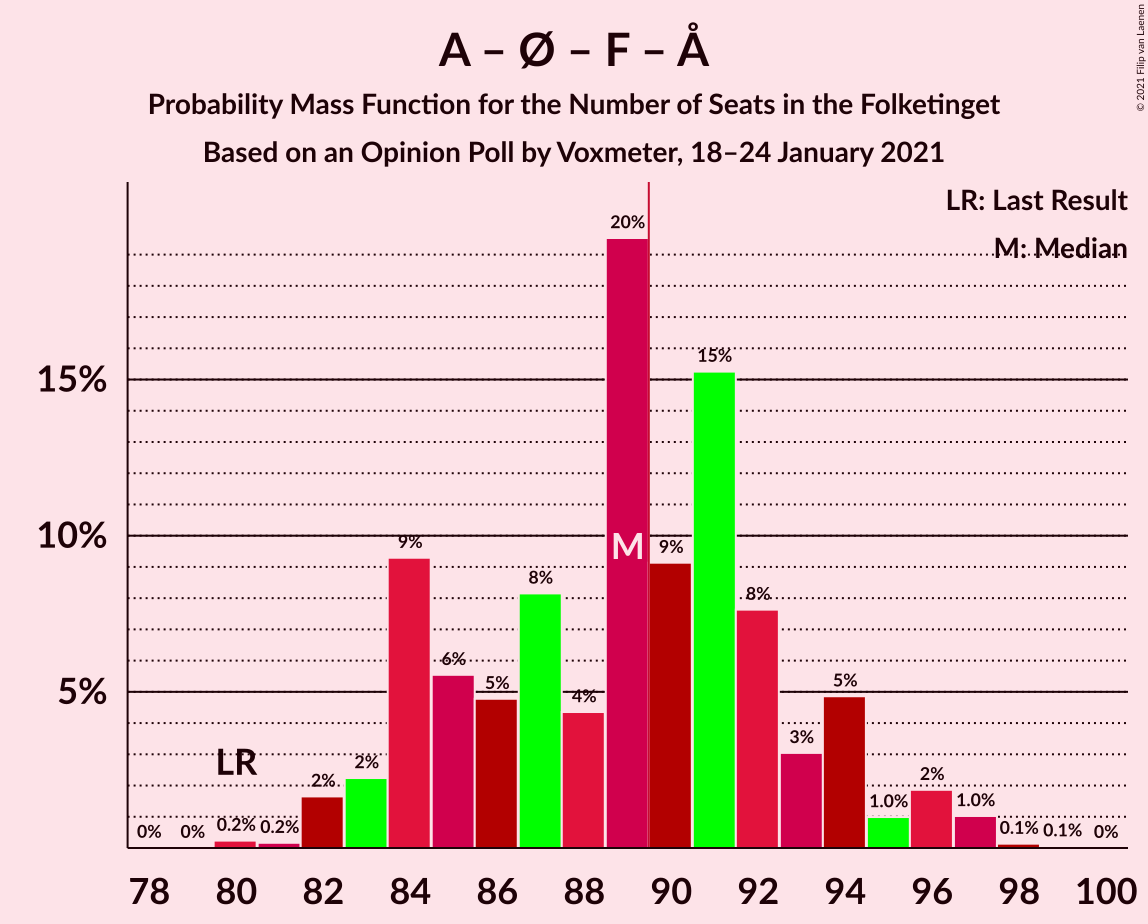 A – Ø – F – Å
Probability Mass Function for the Number of Seats in the Folketinget
Based on an Opinion Poll by Voxmeter, 18–24 January 2021
© 2021 Filip van Laenen
LR: Last Result
M: Median
20%
15%
15%
10%
9%
M
9%
8%
8%
6%
5%
5%
4%
5%
LR
2%
2%
3%
2%
0%
0%
0.2%
0.2%
1.0%
1.0%
0.1%
0.1%
0%
78 80 82 84 86 88 90 92 94 96 98 100